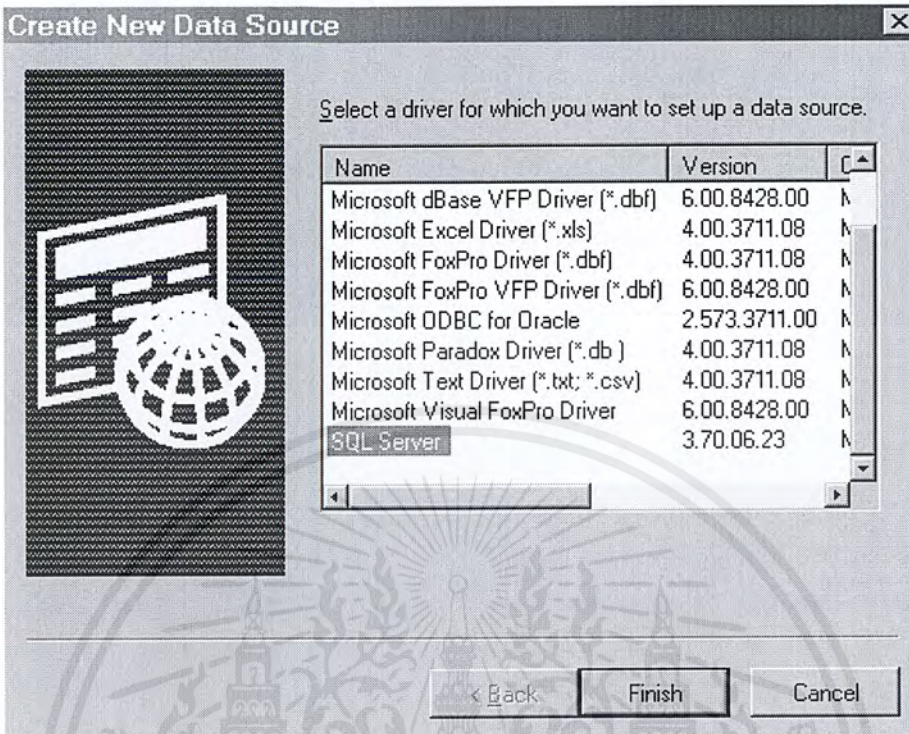 Create New Data Source
Select a driver for which you want to set up a data source.
Name Version
Microsoft dBase VFP Driver (*.dbf) 6.00.8428.00
Microsoft Excel Driver (*.xls) 4.00.3711.08
Microsoft FoxPro Driver (*.dbf) 4.00.3711.08
Microsoft FoxPro VFP Driver (*.dbf) 6.00.8428.00
Microsoft ODBC for Oracle 2.573.3711.00
Microsoft Paradox Driver (*.db ) 4.00.3711.08
Microsoft Text Driver (*.txt; *.csv) 4.00.3711.08
Microsoft Visual FoxPro Driver 6.00.8428.00
SQL Server 3.70.06.23
< Back Finish Cancel